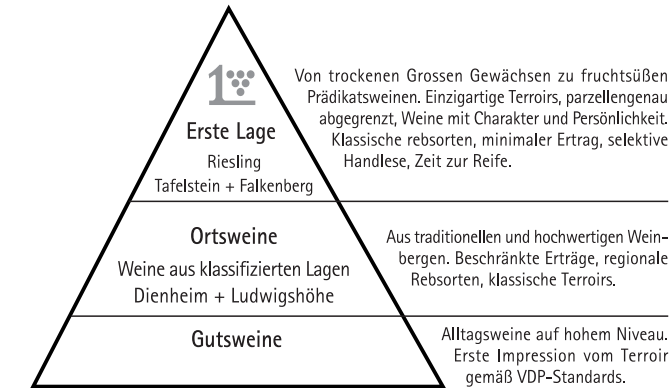 1
Erste Lage
Riesling
Tafelstein + Falkenberg
Von trockenen Grossen Gewächsen zu fruchtsüßen
Prädikatsweinen. Einzigartige Terroirs, parzellengenau
abgegrenzt, Weine mit Charakter und Persönlichkeit.
Klassische rebsorten, minimaler Ertrag, selektive
Handlese, Zeit zur Reife.
Ortsweine
Weine aus klassifizierten Lagen
Dienheim + Ludwigshöhe
Aus traditionellen und hochwertigen Wein-
bergen. Beschränkte Erträge, regionale
Rebsorten, klassische Terroirs.
Gutsweine
Alltagsweine auf hohem Niveau.
Erste Impression vom Terroir
gemäß VDP-Standards.